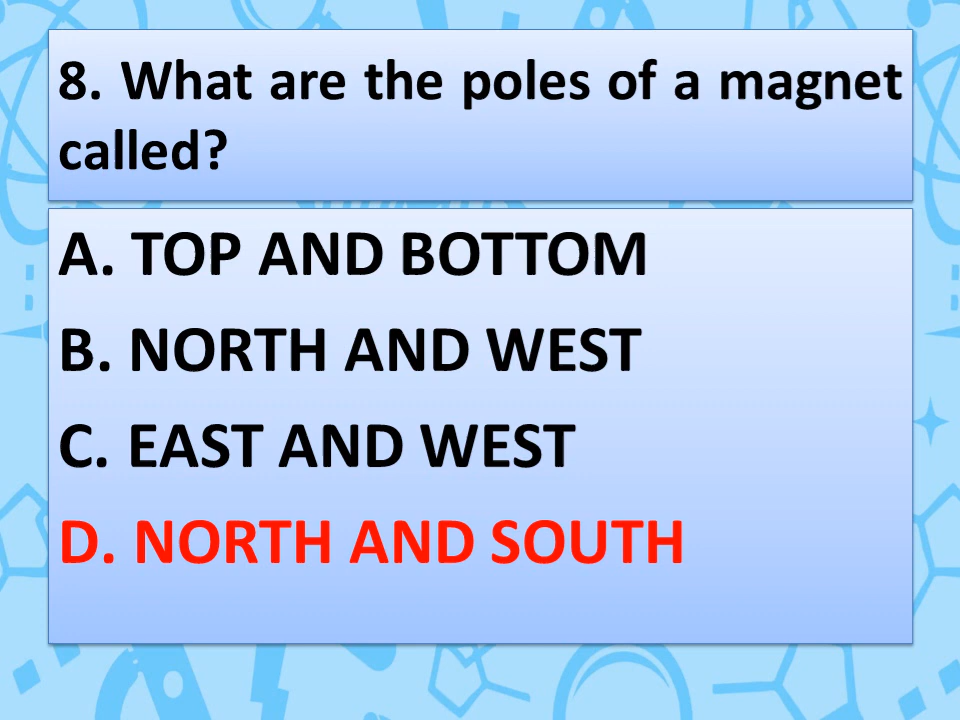 8. What are the poles of a magnet
called?
A. TOP AND BOTTOM
B. NORTH AND WEST
C. EAST AND WEST
D. NORTH AND SOUTH